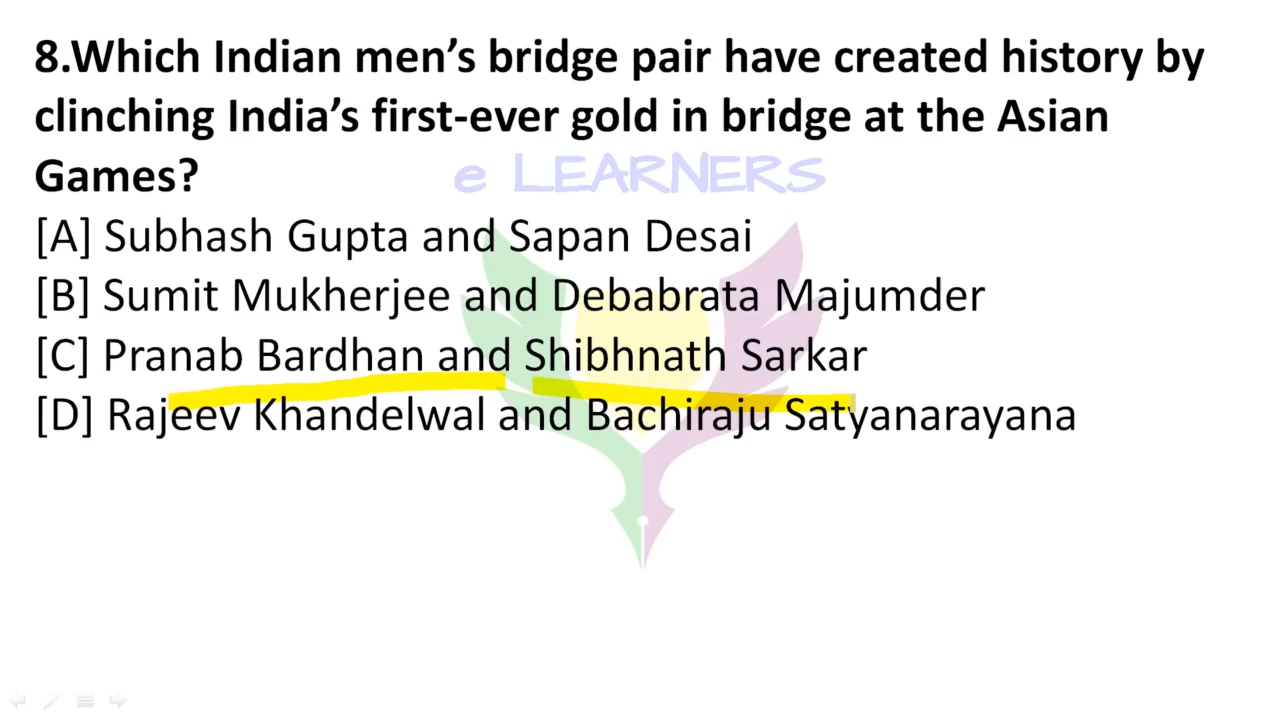 8.Which Indian men’s bridge pair have created history by
clinching India’s first-ever gold in bridge at the Asian
Games?
e LEARNERS
[A] Subhash Gupta and Sapan Desai
[B] Sumit Mukherjee and Debabrata Majumder
[C] Pranab Bardhan and Shibhnath Sarkar
[D] Rajeev Khandelwal and Bachiraju Satyanarayana